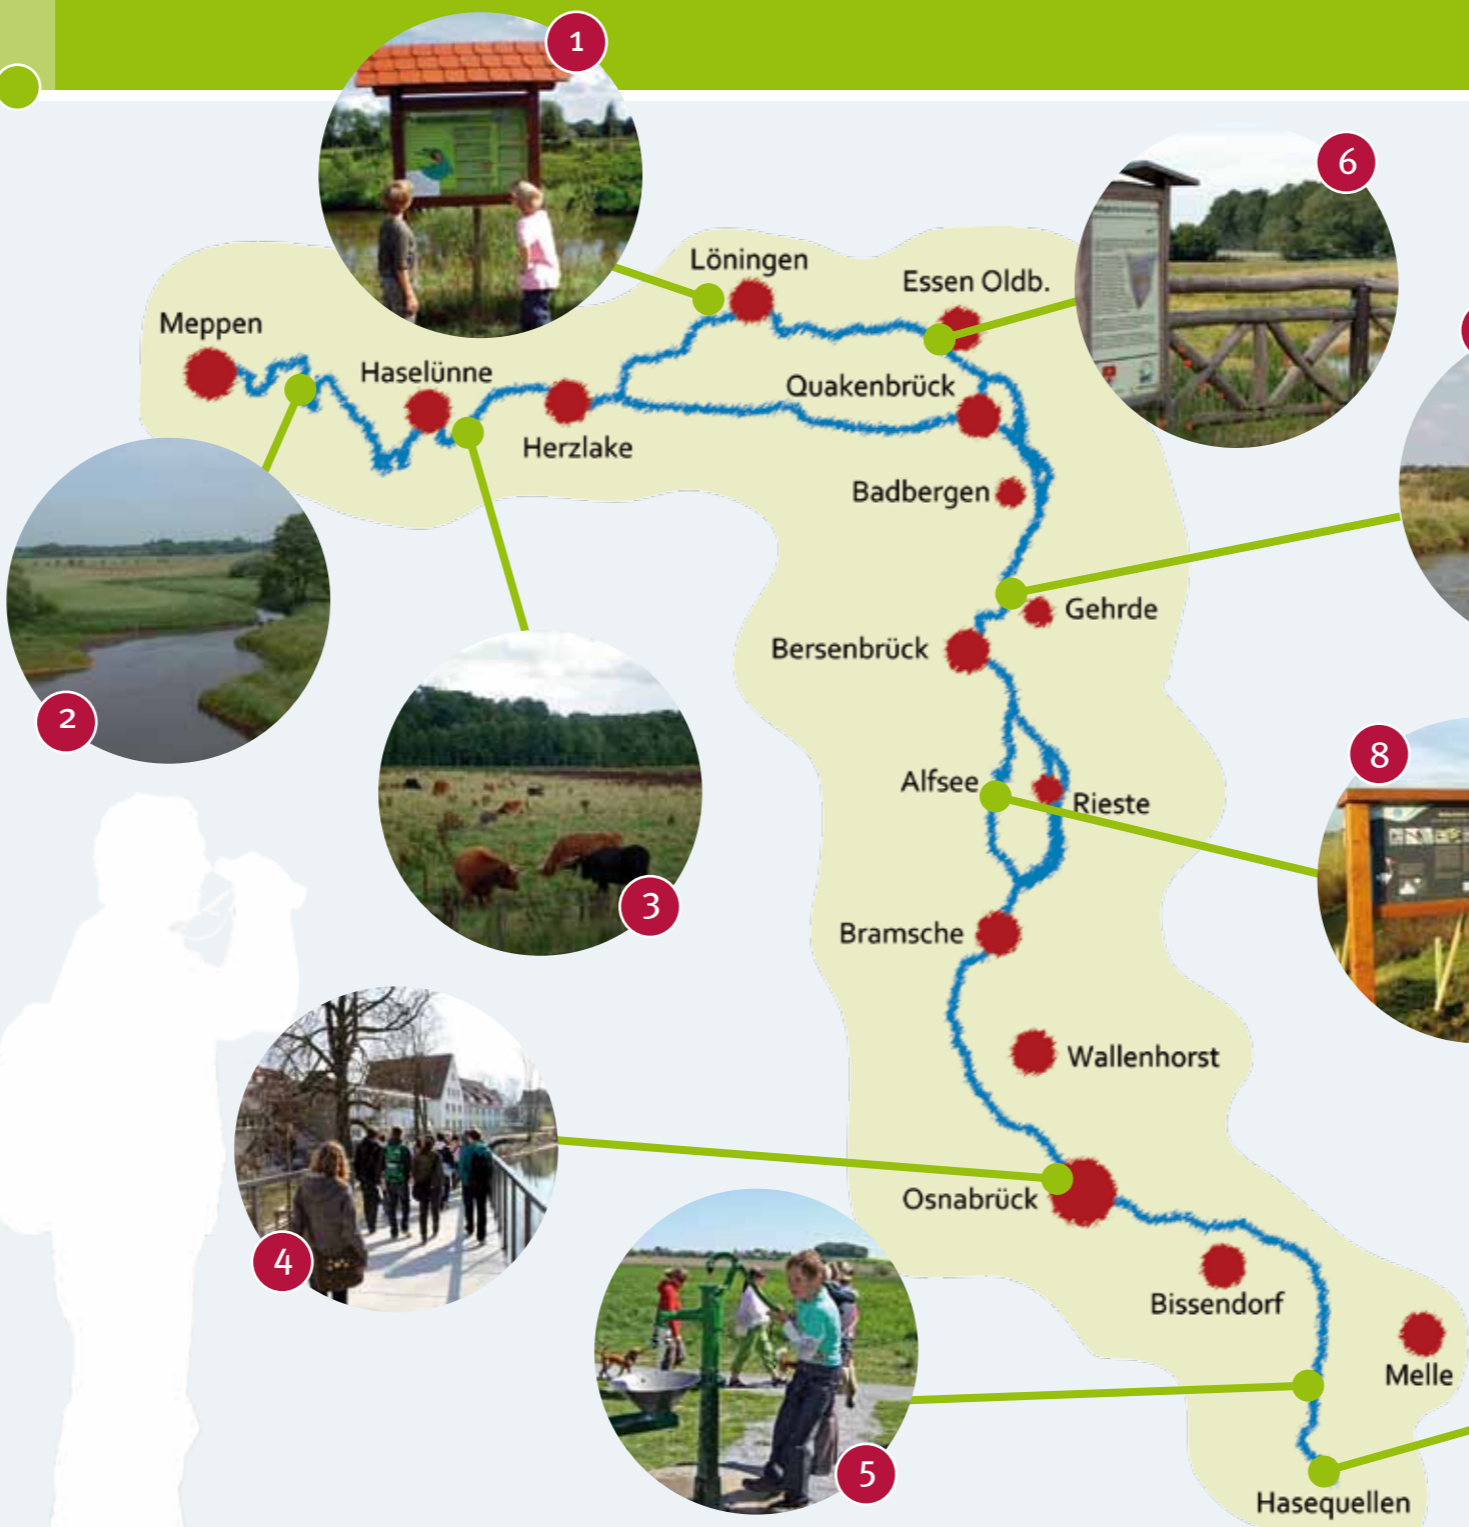 1
6
Löningen
Essen Oldb.
Meppen
Haselünne
Quakenbrück
Herzlake
Badbergen
Gehrde
Bersenbrück
2
8
Alfsee
Rieste
3
Bramsche
Wallenhorst
Osnabrück
4
Bissendorf
Melle
5
Hasequellen